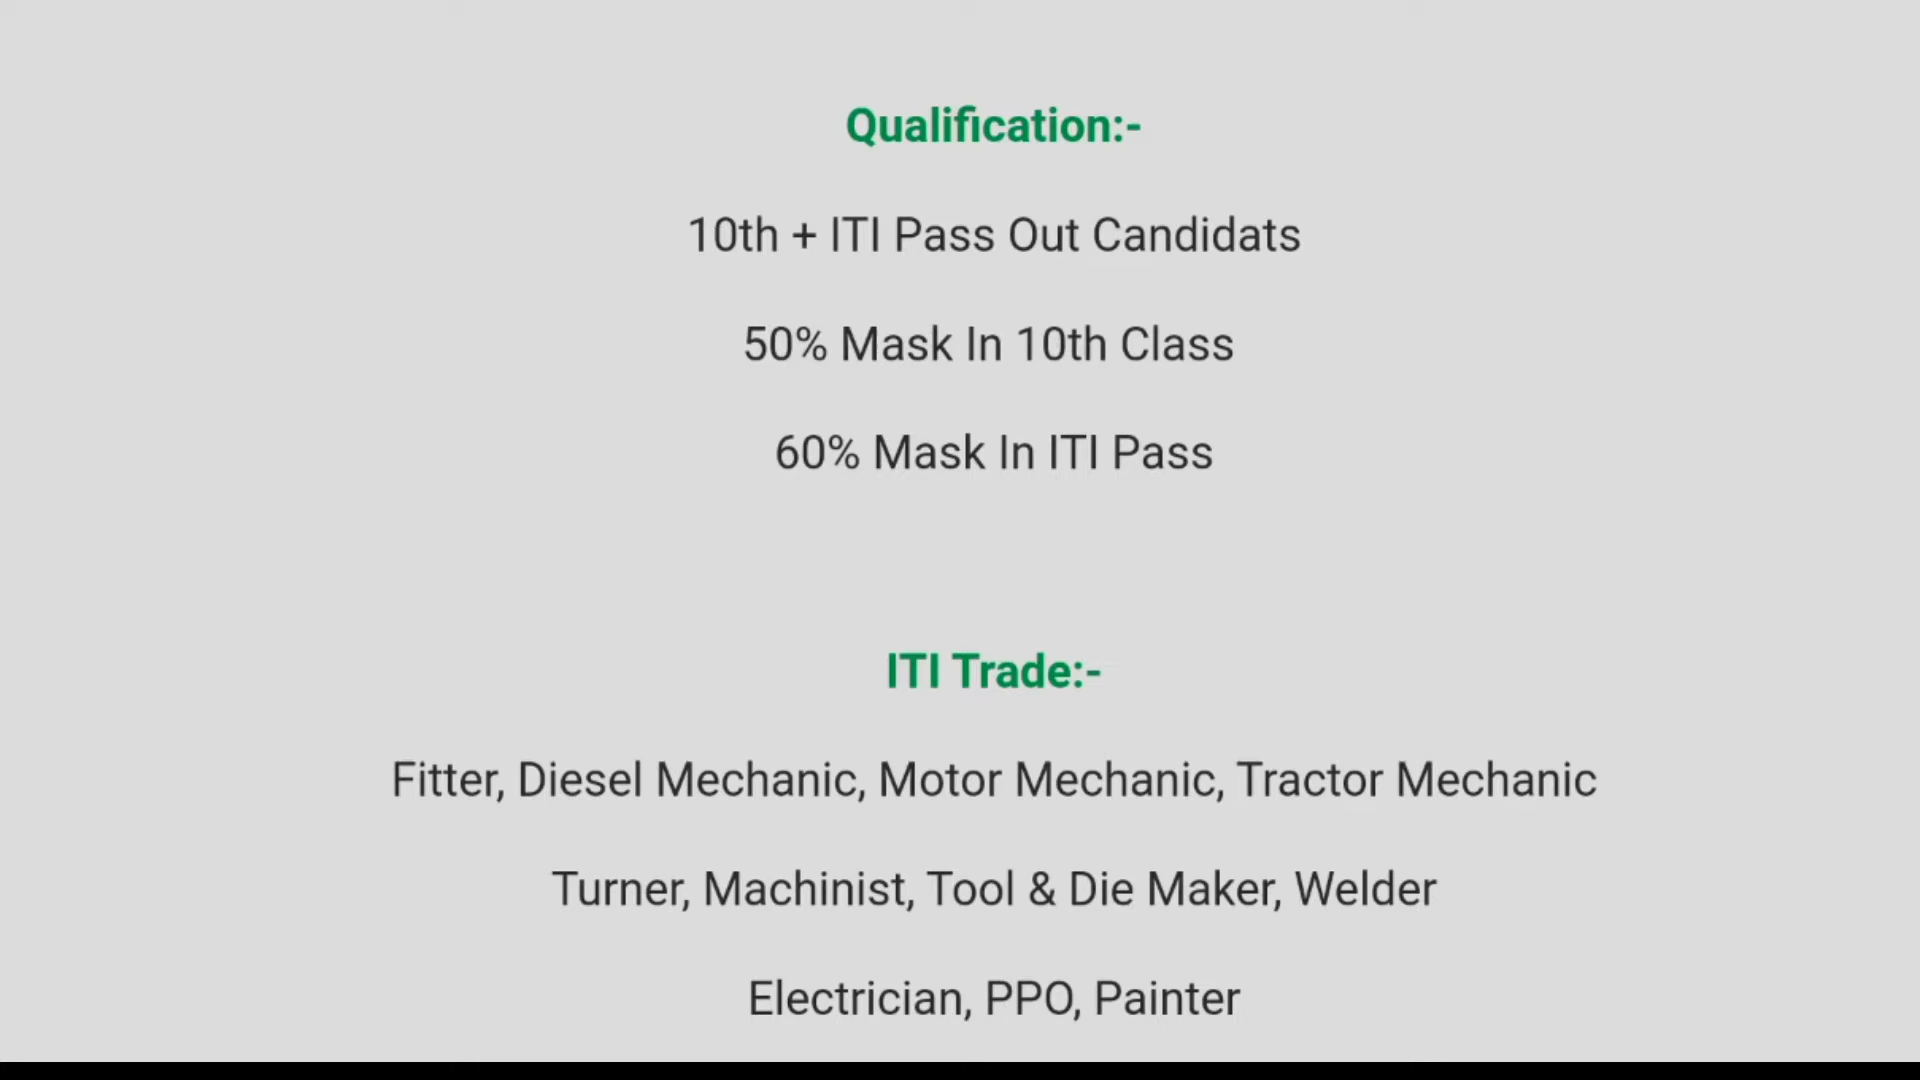 Qualification:-
10th + ITI Pass Out Candidats
50% Mask In 10th Class
60% Mask In ITI Pass
ITI Trade:-
Fitter, Diesel Mechanic, Motor Mechanic, Tractor Mechanic
Turner, Machinist, Tool & Die Maker, Welder
Electrician, PPO, Painter